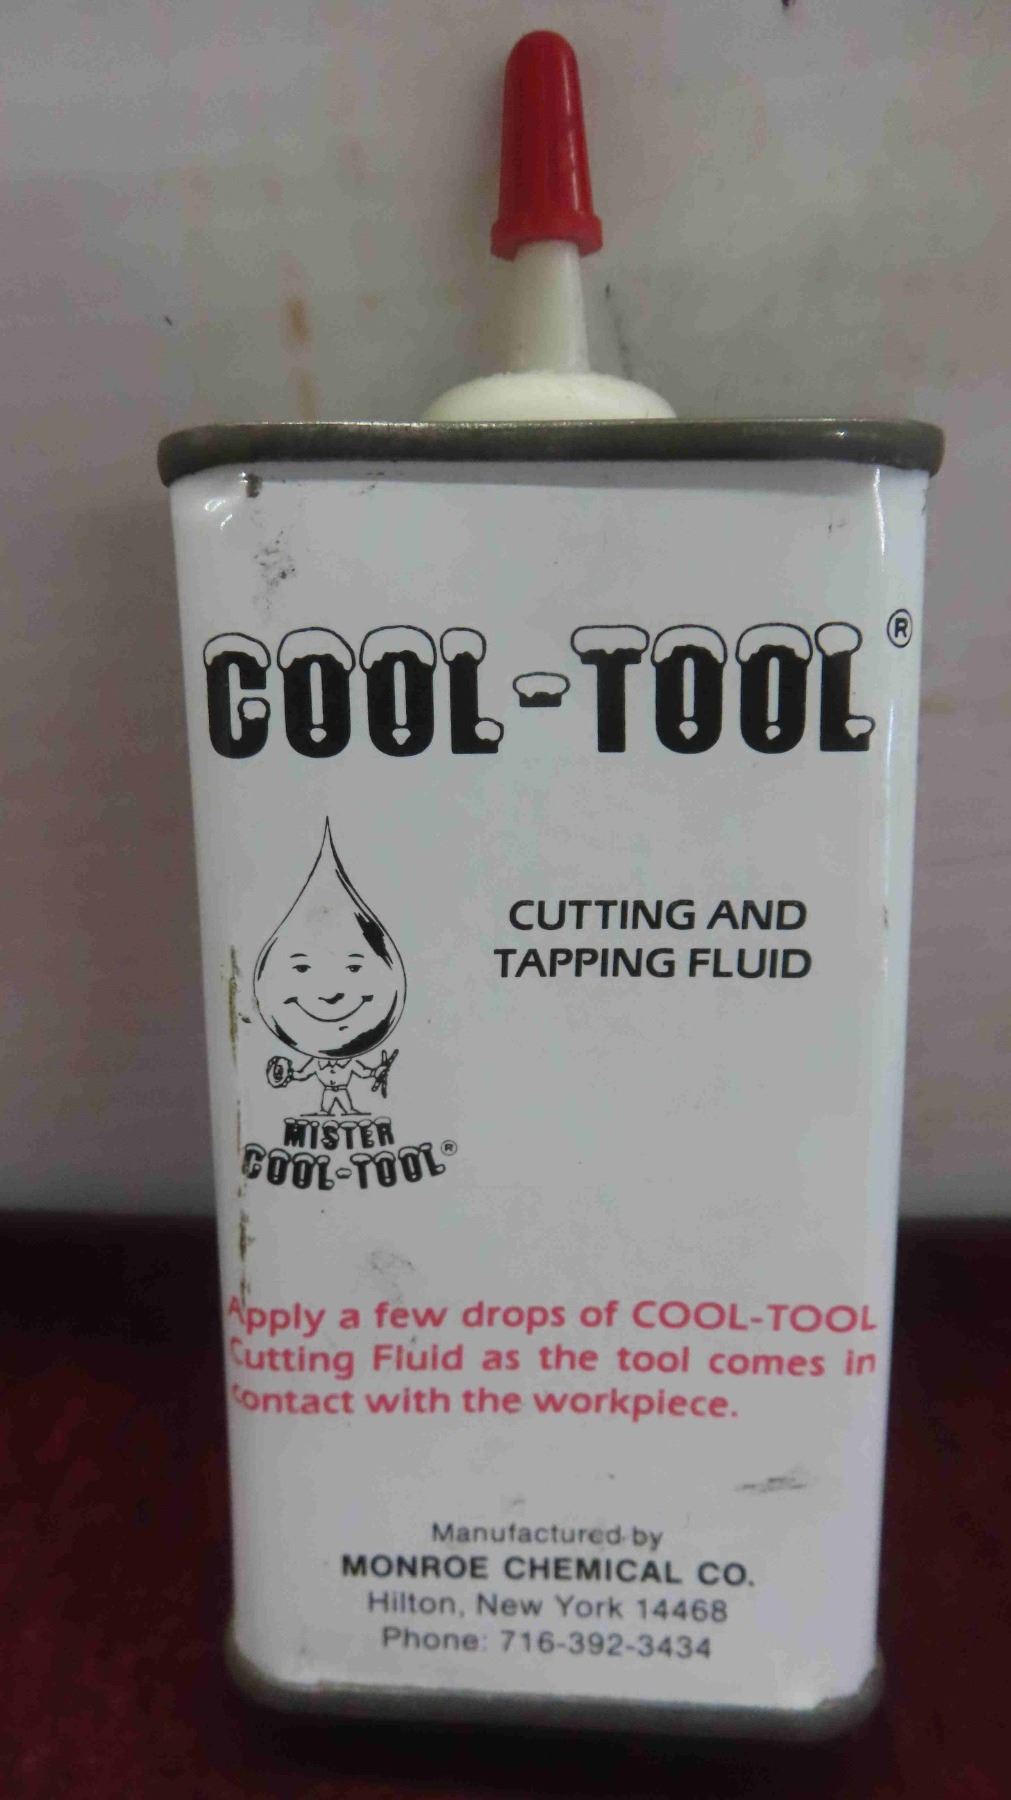 COOL-TOOL®
CUTTING AND
TAPPING FLUID
MISTER
COOL-TOOL®
Apply a few drops of COOL-TOOL
Cutting Fluid as the tool comes in
contact with the workpiece.
Manufactured by
MONROE CHEMICAL CO.
Hilton, New York 14468
Phone: 716-392-3434